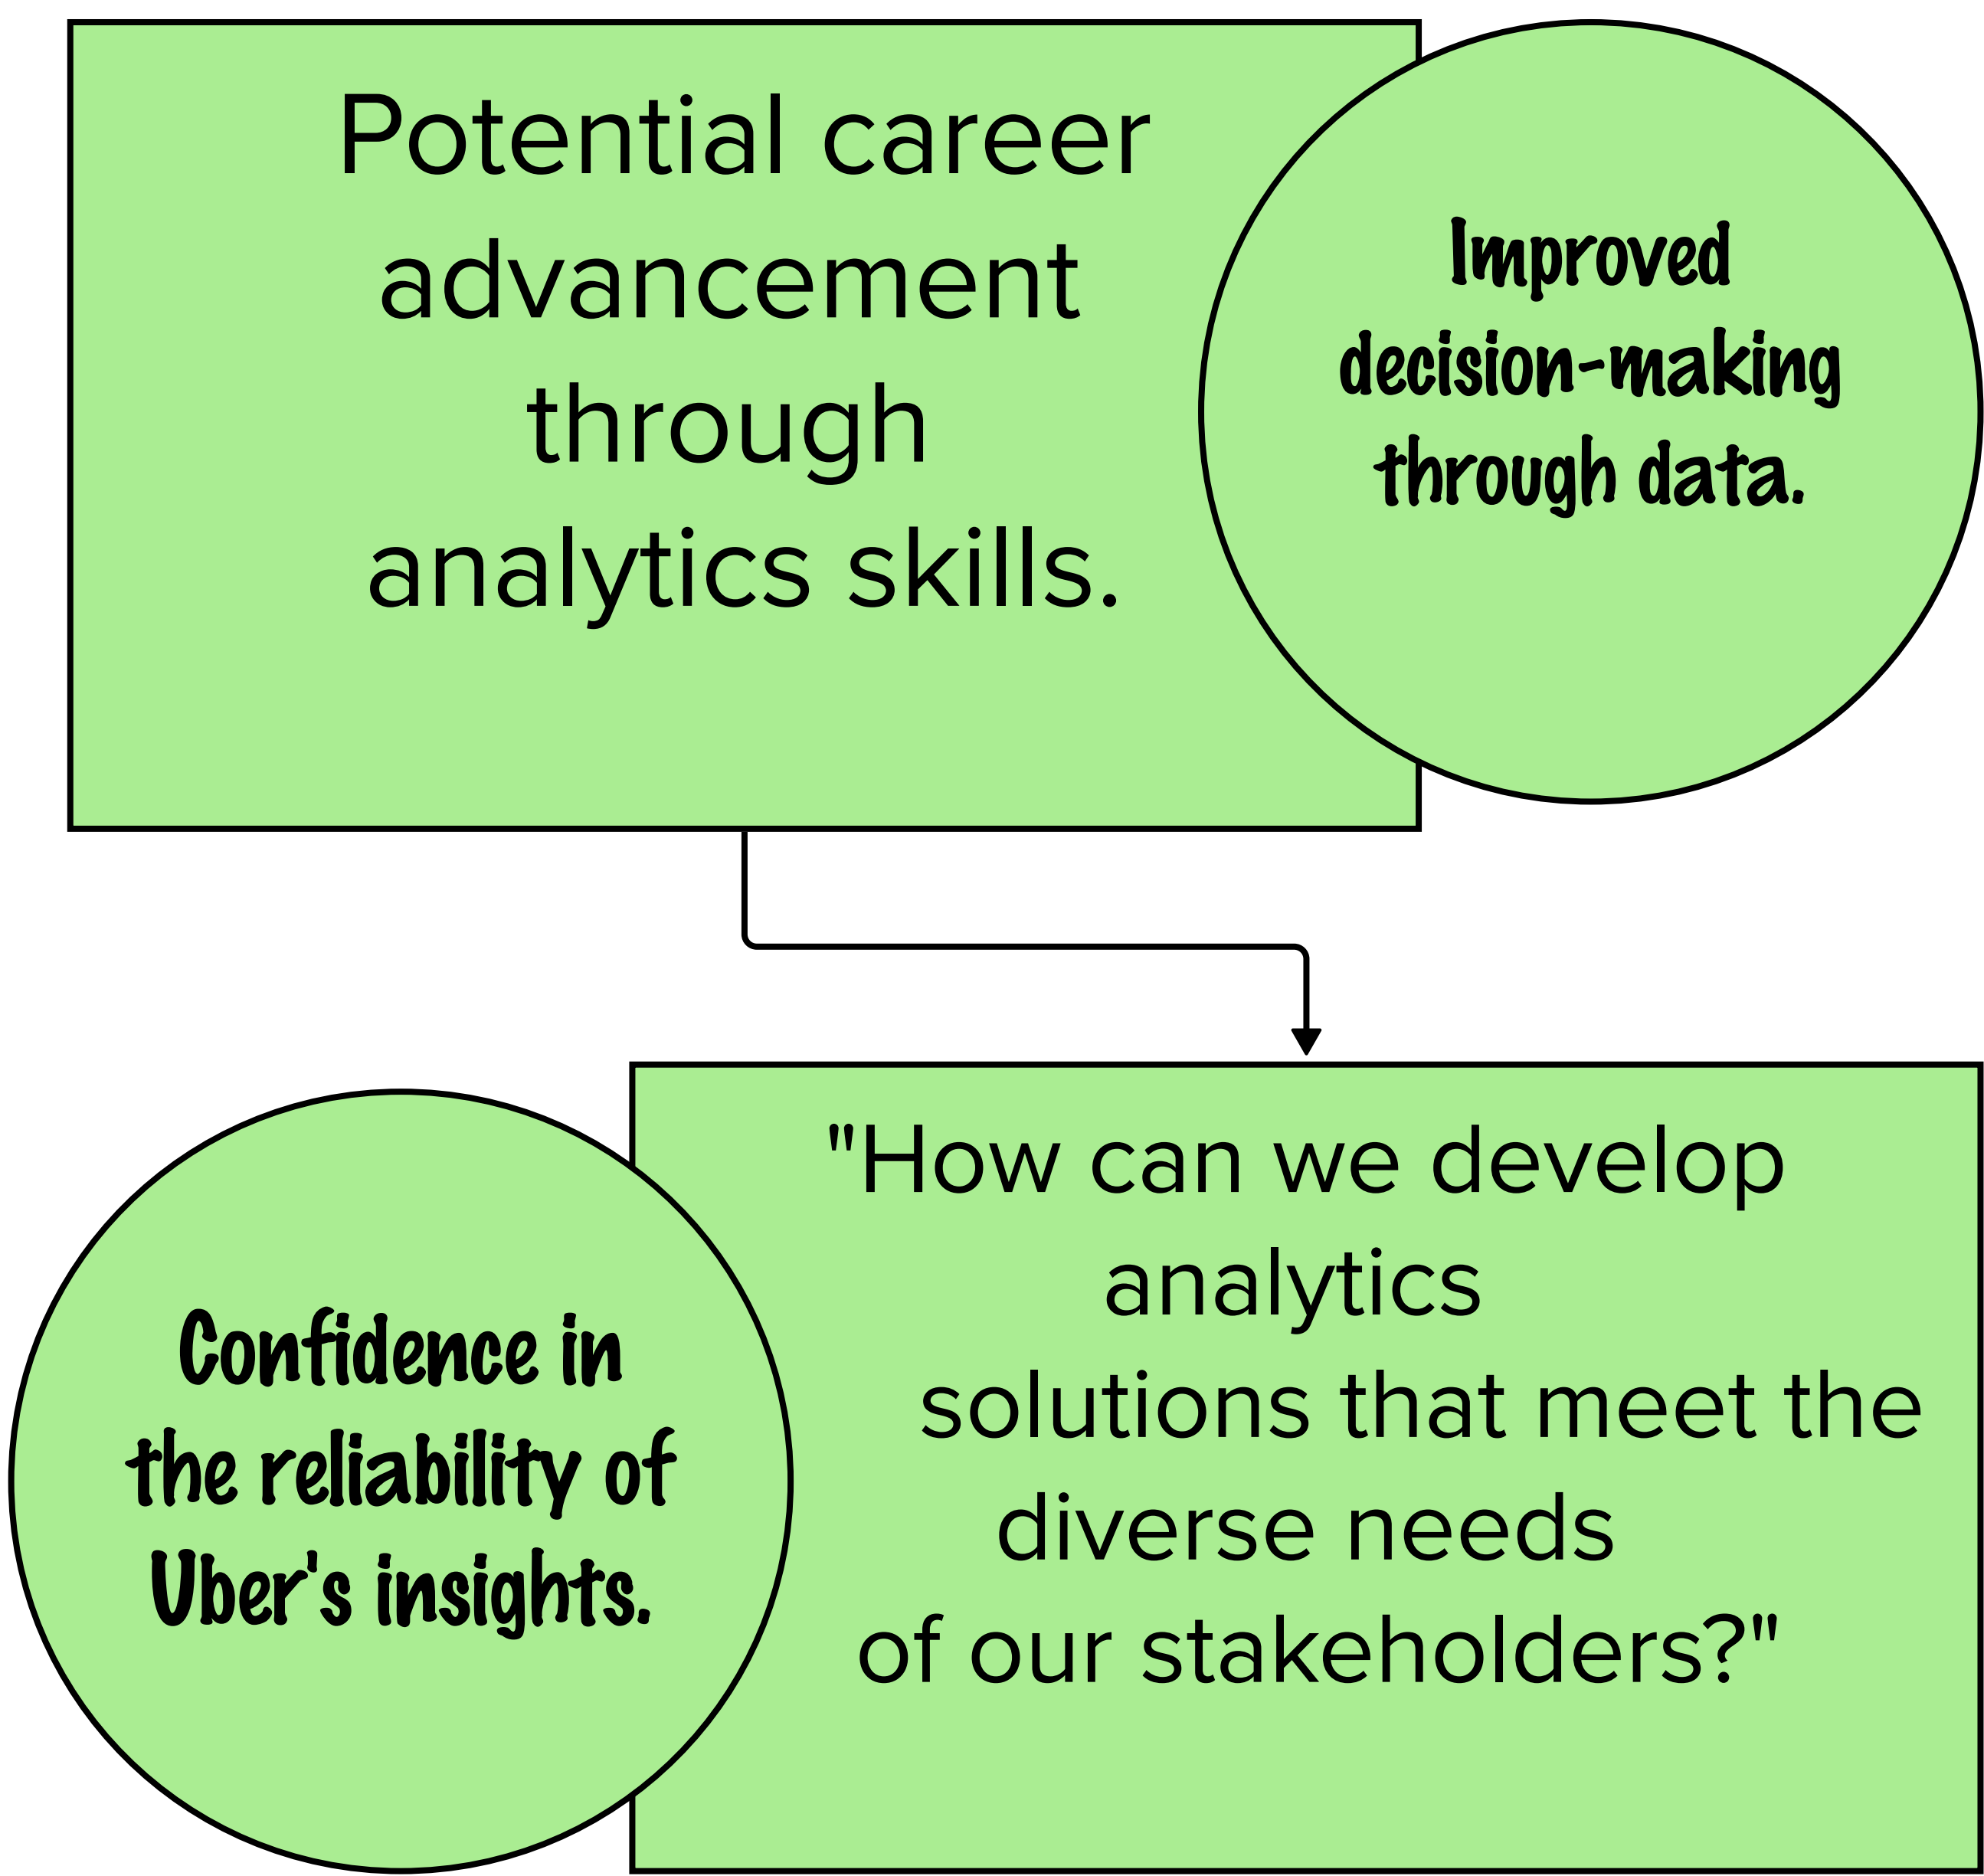 Potential career
advancement
through
analytics skills.
Improved
decision-making
through data.
Confidence in
the reliability of
Uber's insights.
"How can we develop
analytics
solutions that meet the
diverse needs
of our stakeholders?"